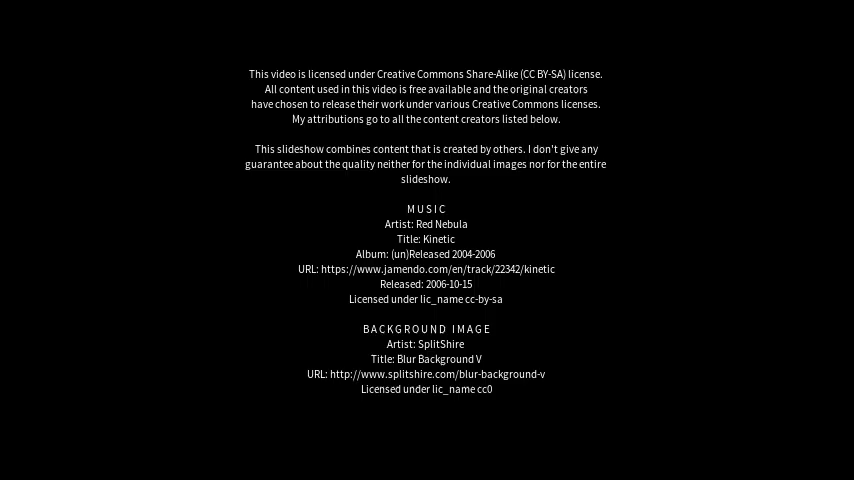 This video is licensed under Creative Commons Share-Alike (CC BY-SA) license.
All content used in this video is free available and the original creators
have chosen to release their work under various Creative Commons licenses.
My attributions go to all the content creators listed below.
This slideshow combines content that is created by others. I don't give any
guarantee about the quality neither for the individual images nor for the entire
slideshow.
MUSIC
Artist: Red Nebula
Title: Kinetic
Album: (un)Released 2004-2006
URL: https://www.jamendo.com/en/track/22342/kinetic
Released: 2006-10-15
Licensed under lic_name cc-by-sa
BACKGROUND IMAGE
Artist: SplitShire
Title: Blur Background V
URL: http://www.splitshire.com/blur-background-v
Licensed under lic_name cc0